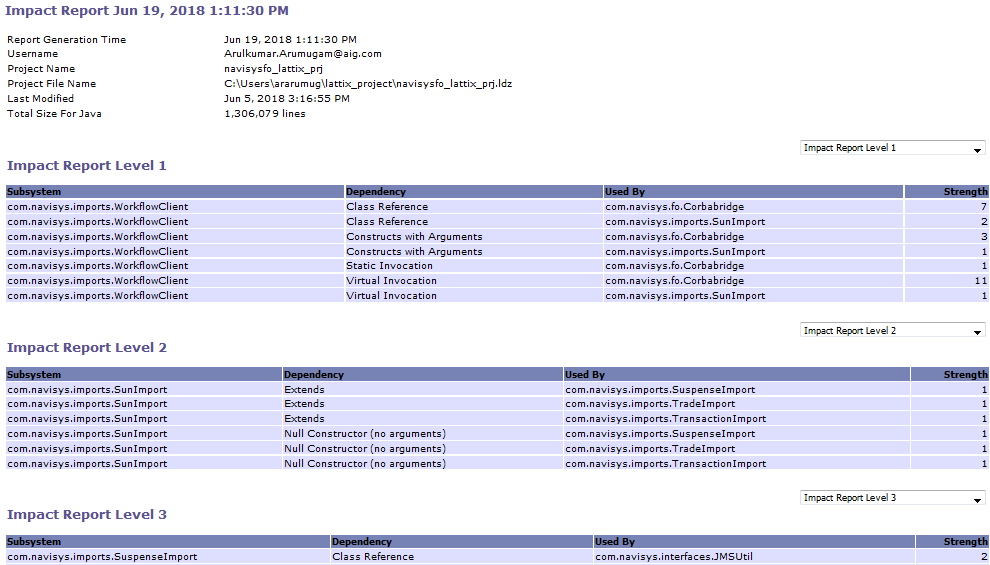 Impact Report Jun 19, 2018 1:11:30 PM
Report Generation Time Jun 19, 2018 1:11:30 PM
Username Arulkumar.Arumugam@aig.com
Project Name navisysfo_lattix_prj
Project File Name C:\Users\ararumug\lattix_project\navisysfo_lattix_prj.ldz
Last Modified Jun 5, 2018 3:16:55 PM
Total Size For Java 1,306,079 lines
Impact Report Level 1
Impact Report Level 1
Subsystem Dependency Used By Strength
com.navisys.imports.WorkflowClient Class Reference com.navisys.fo.Corbabridge 7
com.navisys.imports.WorkflowClient Class Reference com.navisys.imports.SunImport 2
com.navisys.imports.WorkflowClient Constructs with Arguments com.navisys.fo.Corbabridge 3
com.navisys.imports.WorkflowClient Constructs with Arguments com.navisys.imports.SunImport 1
com.navisys.imports.WorkflowClient Static Invocation com.navisys.fo.Corbabridge 1
com.navisys.imports.WorkflowClient Virtual Invocation com.navisys.fo.Corbabridge 11
com.navisys.imports.WorkflowClient Virtual Invocation com.navisys.imports.SunImport 1
Impact Report Level 2
Impact Report Level 2
Subsystem Dependency Used By Strength
com.navisys.imports.SunImport Extends com.navisys.imports.SuspenseImport 1
com.navisys.imports.SunImport Extends com.navisys.imports.TradeImport 1
com.navisys.imports.SunImport Extends com.navisys.imports.TransactionImport 1
com.navisys.imports.SunImport Null Constructor (no arguments) com.navisys.imports.SuspenseImport 1
com.navisys.imports.SunImport Null Constructor (no arguments) com.navisys.imports.TradeImport 1
com.navisys.imports.SunImport Null Constructor (no arguments) com.navisys.imports.TransactionImport 1
Impact Report Level 3
Impact Report Level 3
Subsystem Dependency Used By Strength
com.navisys.imports.SuspenseImport Class Reference com.navisys.interfaces.JMSUtil 2